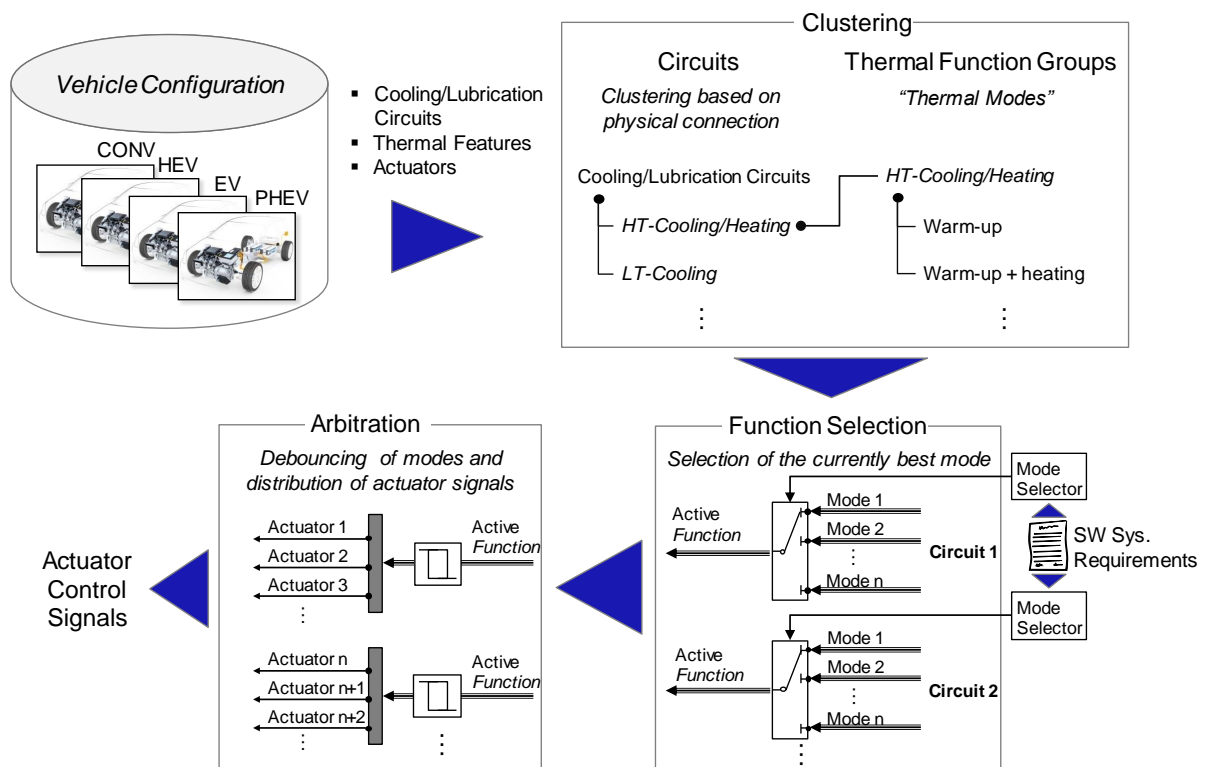 Vehicle Configuration
CONV
HEV
EV
PHEV
▪ Cooling/Lubrication
Circuits
▪ Thermal Features
▪ Actuators
Clustering
Circuits
Clustering based on
physical connection
Cooling/Lubrication Circuits
HT-Cooling/Heating
LT-Cooling
⋮
Thermal Function Groups
“Thermal Modes”
HT-Cooling/Heating
Warm-up
Warm-up + heating
⋮
Function Selection
Selection of the currently best mode
Mode
Selector
SW Sys.
Requirements
Mode
Selector
Active
Function
Mode 1
Mode 2
⋮
Mode n
Circuit 1
Active
Function
Mode 1
Mode 2
⋮
Mode n
Circuit 2
⋮
Arbitration
Debouncing of modes and
distribution of actuator signals
Actuator 1
Actuator 2
Actuator 3
⋮
Active
Function
Actuator n
Actuator n+1
Actuator n+2
⋮
Active
Function
⋮
Actuator
Control
Signals